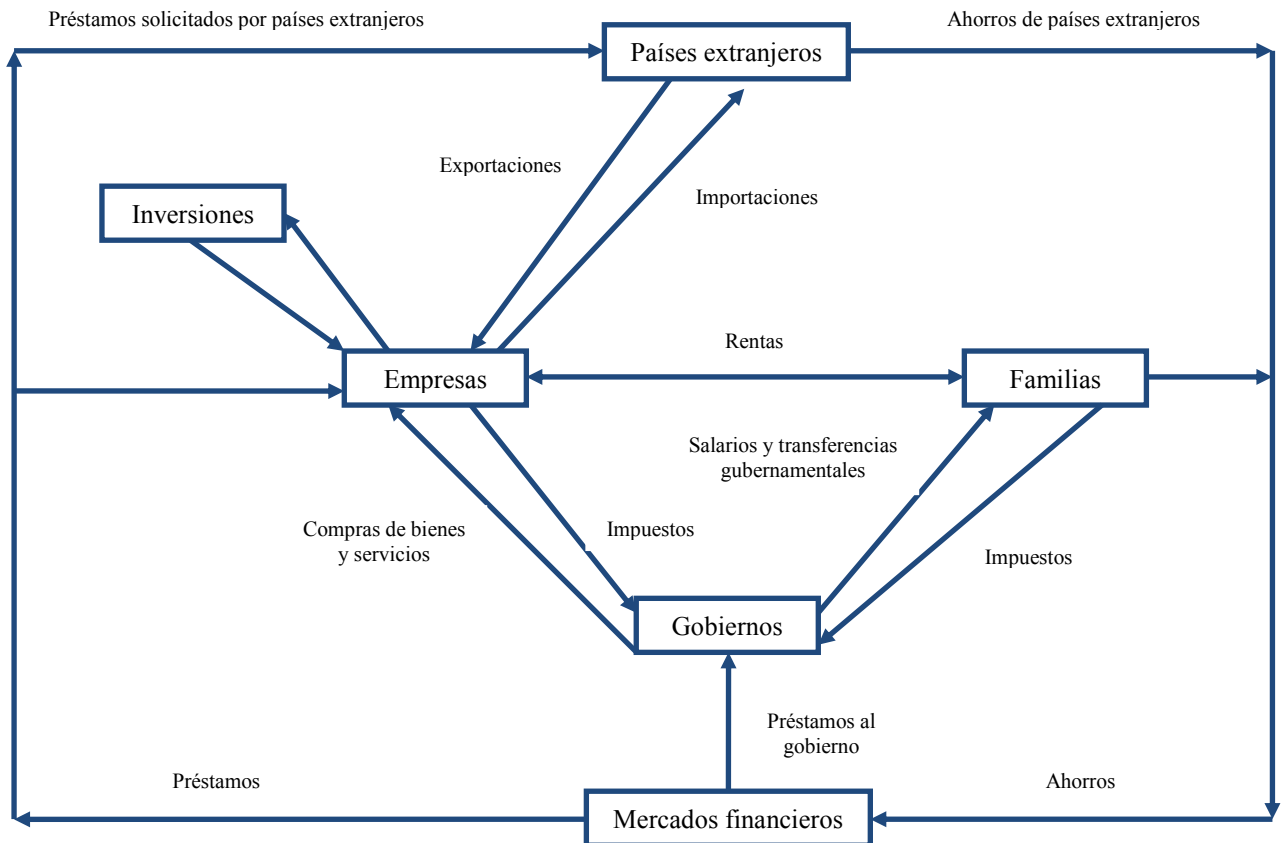 Préstamos solicitados por países extranjeros
Ahorros de países extranjeros
Países extranjeros
Exportaciones
Importaciones
Inversiones
Rentas
Empresas
Familias
Salarios y transferencias
gubernamentales
Compras de bienes
y servicios
Impuestos
Impuestos
Gobiernos
Préstamos al
gobierno
Préstamos
Ahorros
Mercados financieros